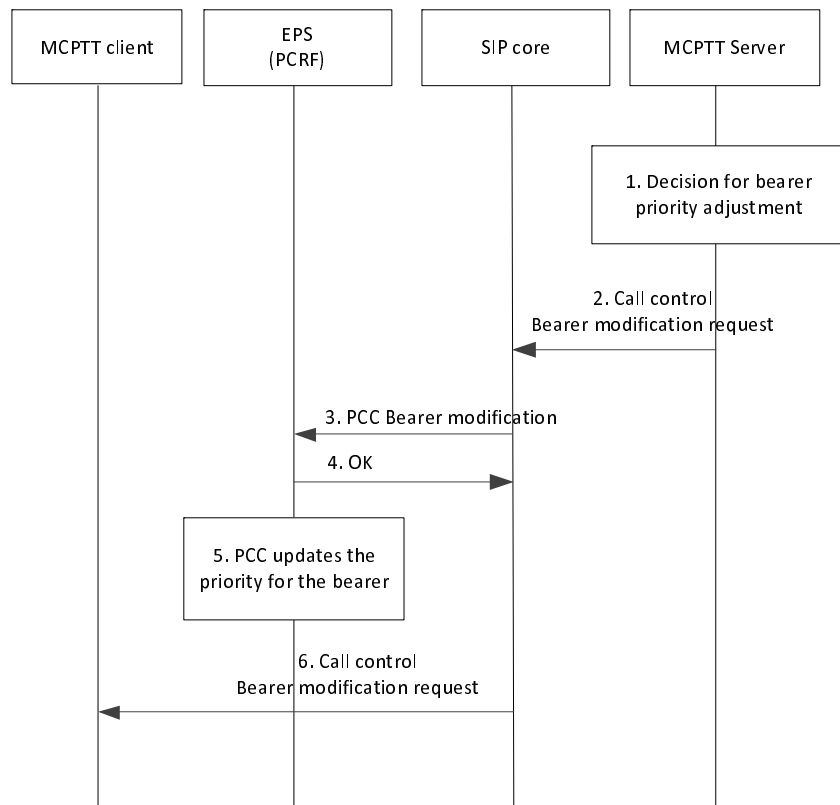 MCPTT client
EPS
(PCRF)
SIP core
MCPTT Server
1. Decision for bearer
priority adjustment
2. Call control
Bearer modification request
3. PCC Bearer modification
4. OK
5. PCC updates the
priority for the bearer
6. Call control
Bearer modification request